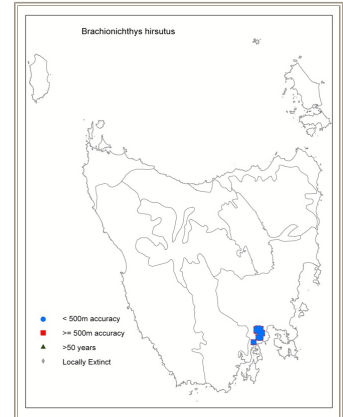 Brachionichthys hirsutus
< 500m accuracy
>= 500m accuracy
>50 years
Locally Extinct